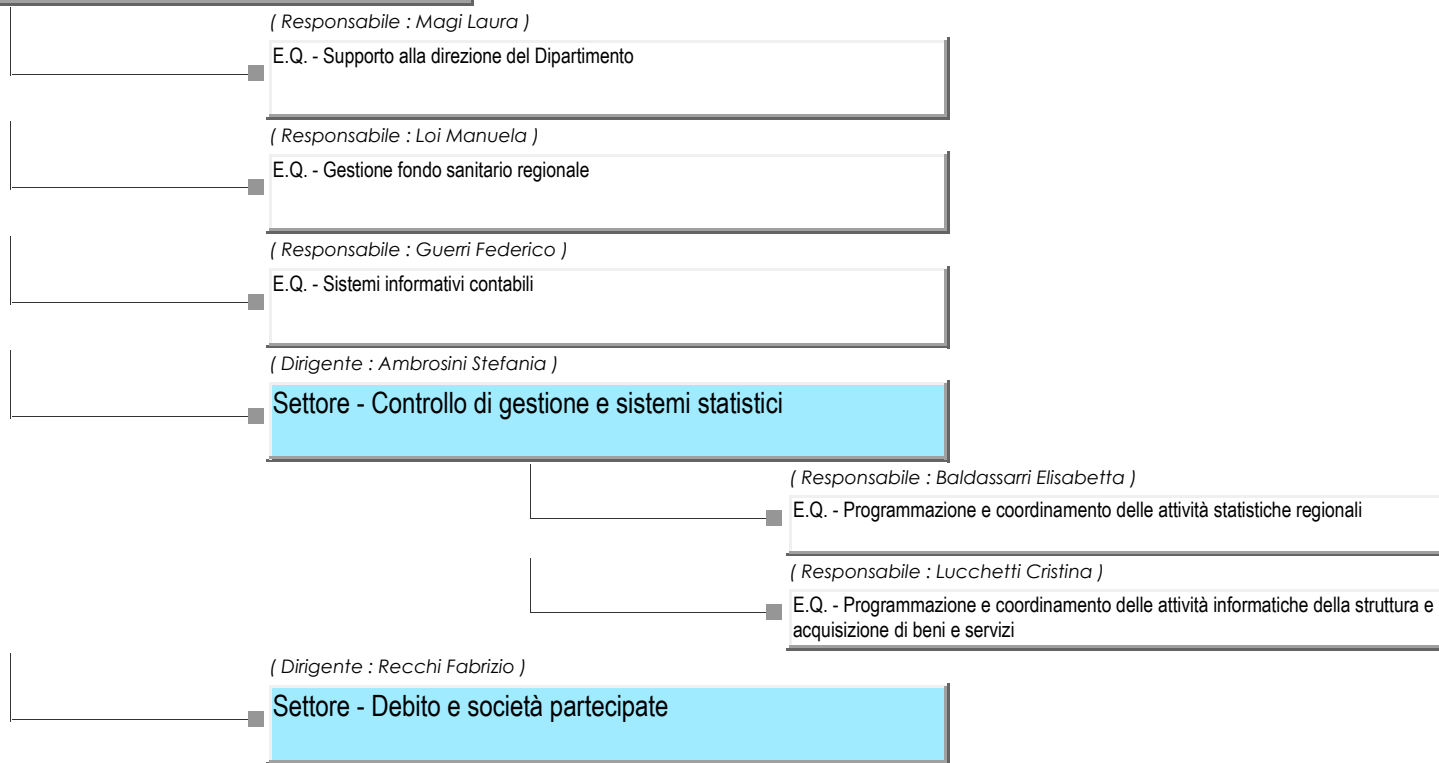 ( Responsabile : Magi Laura )
E.Q. - Supporto alla direzione del Dipartimento
( Responsabile : Loi Manuela )
E.Q. - Gestione fondo sanitario regionale
( Responsabile : Guerri Federico )
E.Q. - Sistemi informativi contabili
( Dirigente : Ambrosini Stefania )
Settore - Controllo di gestione e sistemi statistici
( Responsabile : Baldassarri Elisabetta )
E.Q. - Programmazione e coordinamento delle attività statistiche regionali
( Responsabile : Lucchetti Cristina )
E.Q. - Programmazione e coordinamento delle attività informatiche della struttura e
acquisizione di beni e servizi
( Dirigente : Recchi Fabrizio )
Settore - Debito e società partecipate